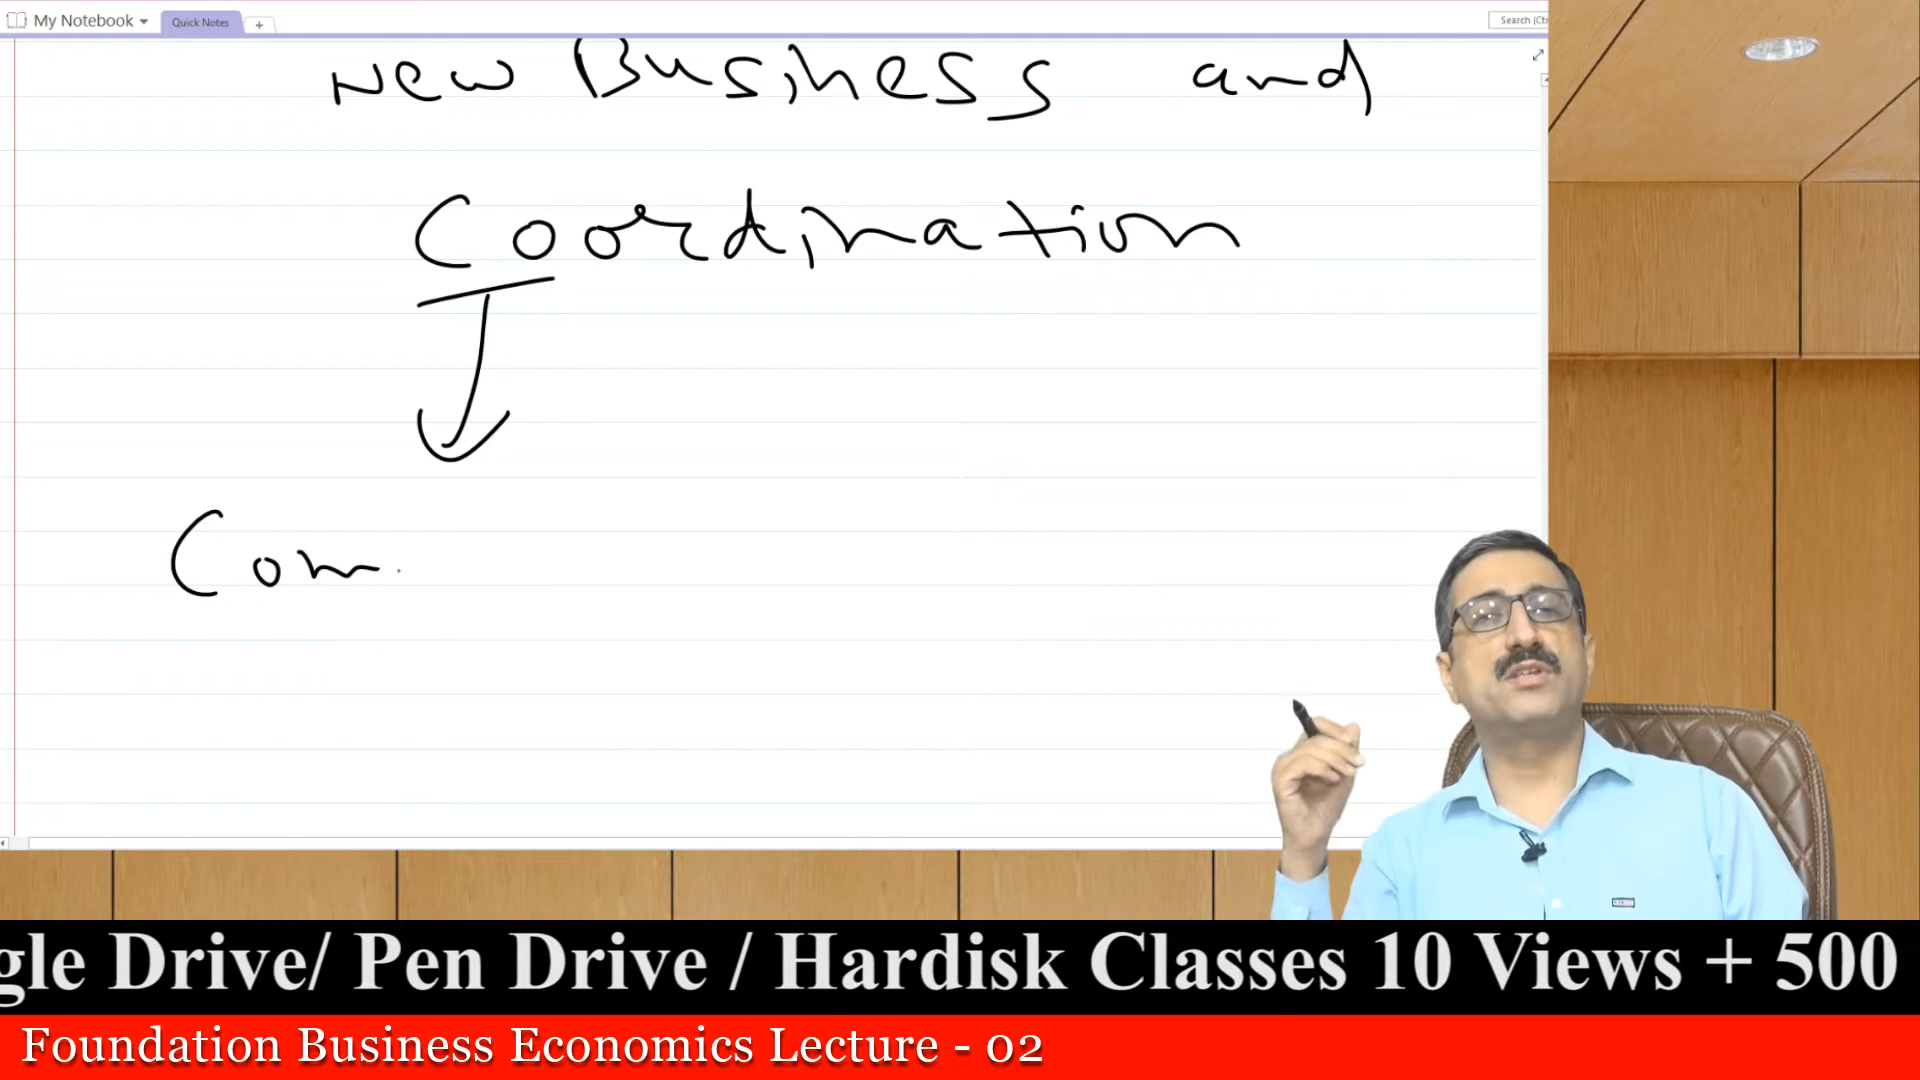 My Notebook
Quick Notes
Search (Ctr
New Business and
Coordination
Com
gle Drive/ Pen Drive / Hardisk Classes 10 Views + 500
Foundation Business Economics Lecture - 02